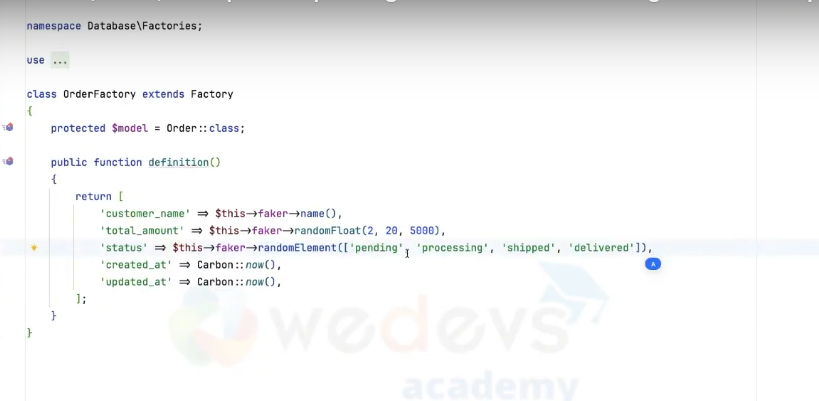 namespace Database\Factories;
use ...
class OrderFactory extends Factory
{
protected $model = Order::class;
public function definition()
{
return [
'customer_name' => $this->faker->name(),
'total_amount' => $this->faker->randomFloat(2, 20, 5000),
'status' => $this->faker->randomElement(['pending', 'processing', 'shipped', 'delivered']),
'created_at' => Carbon::now(),
'updated_at' => Carbon::now(),
];
}
}
wedevs
academy